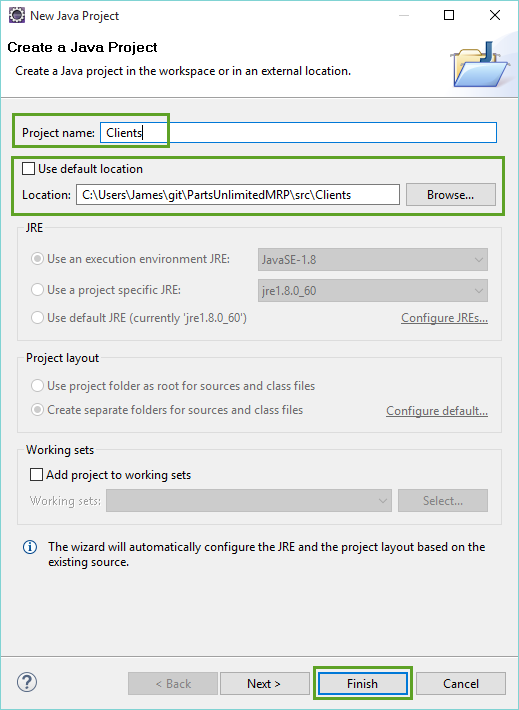 New Java Project
Create a Java Project
Create a Java project in the workspace or in an external location.
Project name: Clients
Use default location
Location: C:\Users\James\git\PartsUnlimitedMRP\src\Clients Browse...
JRE
Use an execution environment JRE: JavaSE-1.8
Use a project specific JRE: jre1.8.0_60
Use default JRE (currently 'jre1.8.0_60') Configure JREs...
Project layout
Use project folder as root for sources and class files
Create separate folders for sources and class files Configure default...
Working sets
Add project to working sets
Working sets: Select...
The wizard will automatically configure the JRE and the project layout based on the
existing source.
? < Back Next > Finish Cancel